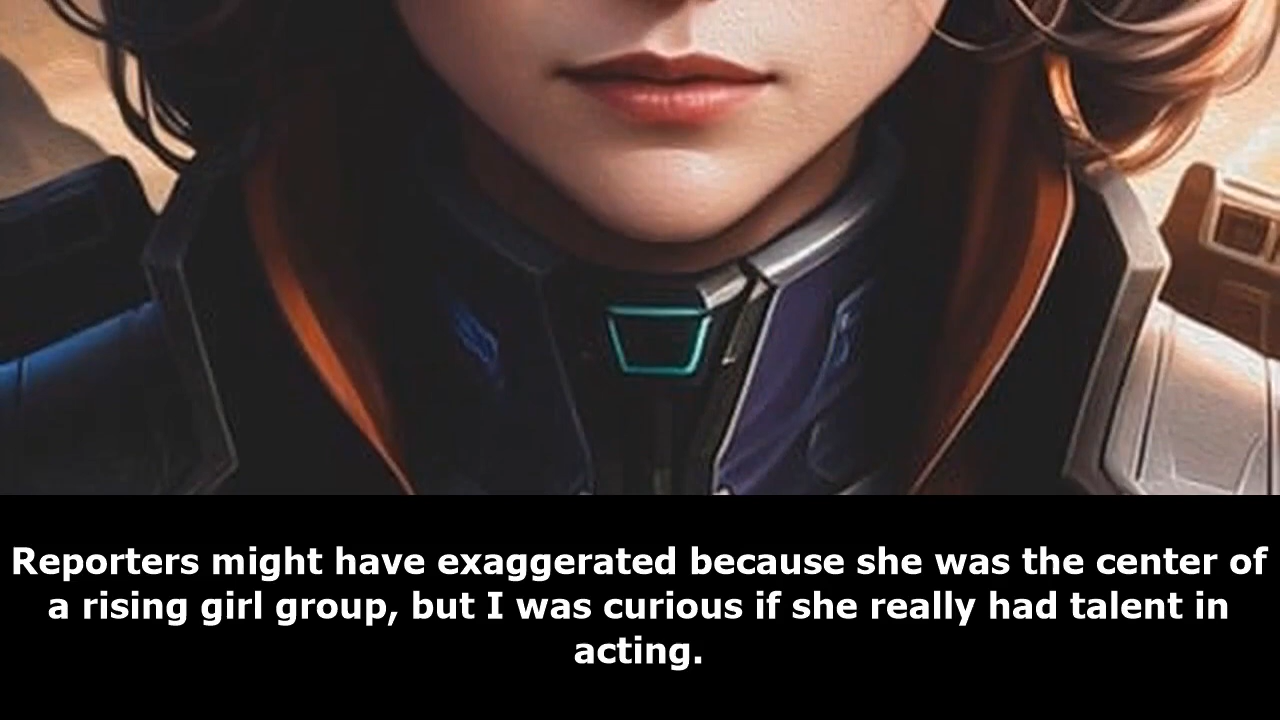 Reporters might have exaggerated because she was the center of
a rising girl group, but I was curious if she really had talent in
acting.